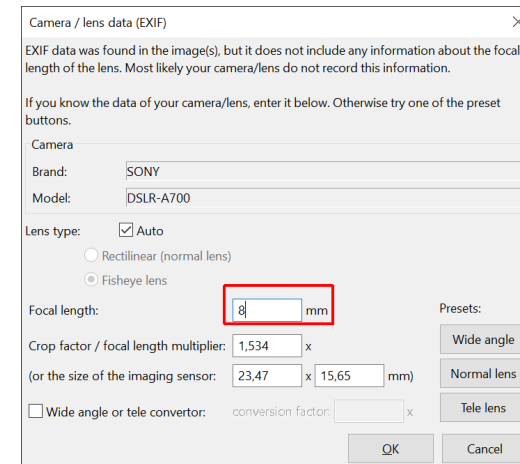 Camera / lens data (EXIF)
EXIF data was found in the image(s), but it does not include any information about the focal
length of the lens. Most likely your camera/lens do not record this information.
If you know the data of your camera/lens, enter it below. Otherwise try one of the preset
buttons.
Camera
Brand: SONY
Model: DSLR-A700
Lens type: Auto
Rectilinear (normal lens)
Fisheye lens
Focal length: 8 mm Presets:
Crop factor / focal length multiplier: 1,534 x Wide angle
(or the size of the imaging sensor: 23,47 x 15,65 mm) Normal lens
Wide angle or tele convertor: conversion factor: x Tele lens
OK Cancel